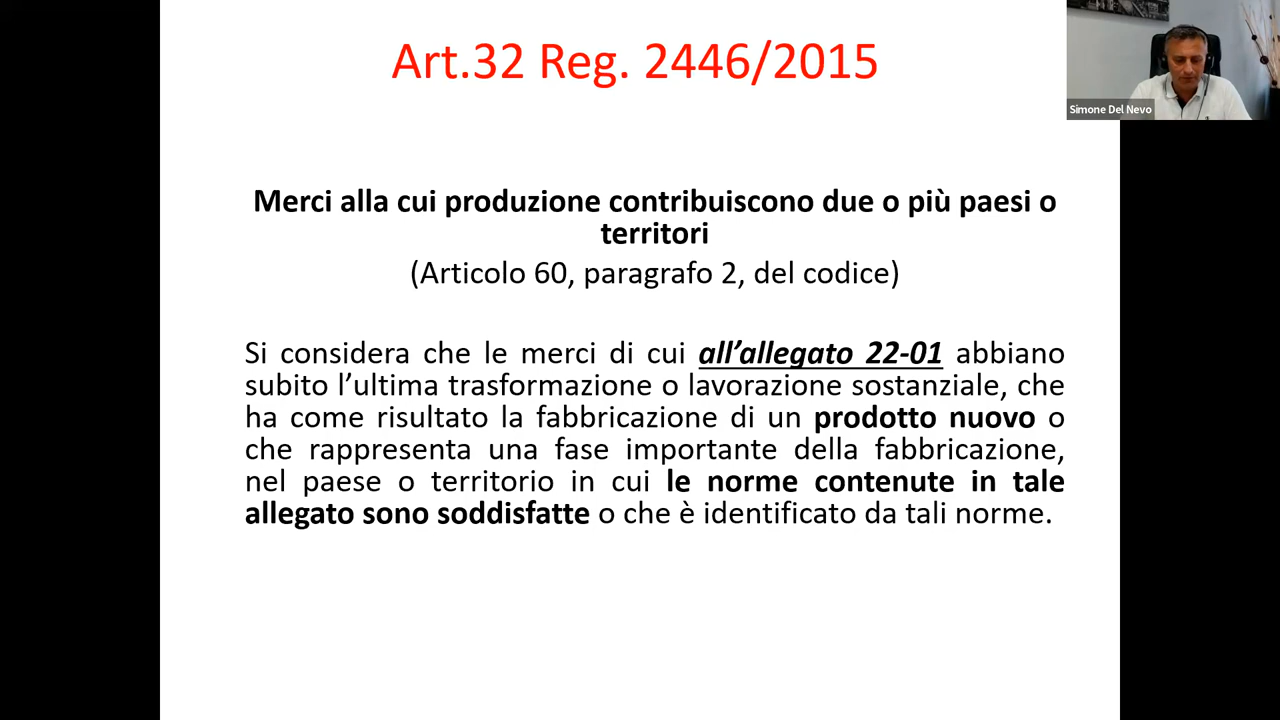 Art.32 Reg. 2446/2015
Simone Del Nevo
Merci alla cui produzione contribuiscono due o più paesi o
territori
(Articolo 60, paragrafo 2, del codice)
Si considera che le merci di cui all’allegato 22-01 abbiano
subito l’ultima trasformazione o lavorazione sostanziale, che
ha come risultato la fabbricazione di un prodotto nuovo o
che rappresenta una fase importante della fabbricazione,
nel paese o territorio in cui le norme contenute in tale
allegato sono soddisfatte o che è identificato da tali norme.